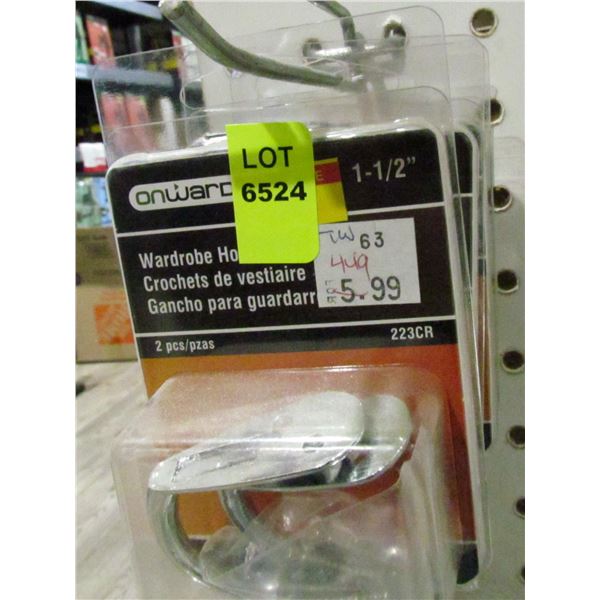 LOT
6524
onward
1-1/2"
Wardrobe Ho
Crochets de vestiaire
Gancho para guardarr
TW 63
449
5.99
2 pcs/pzas
223CR